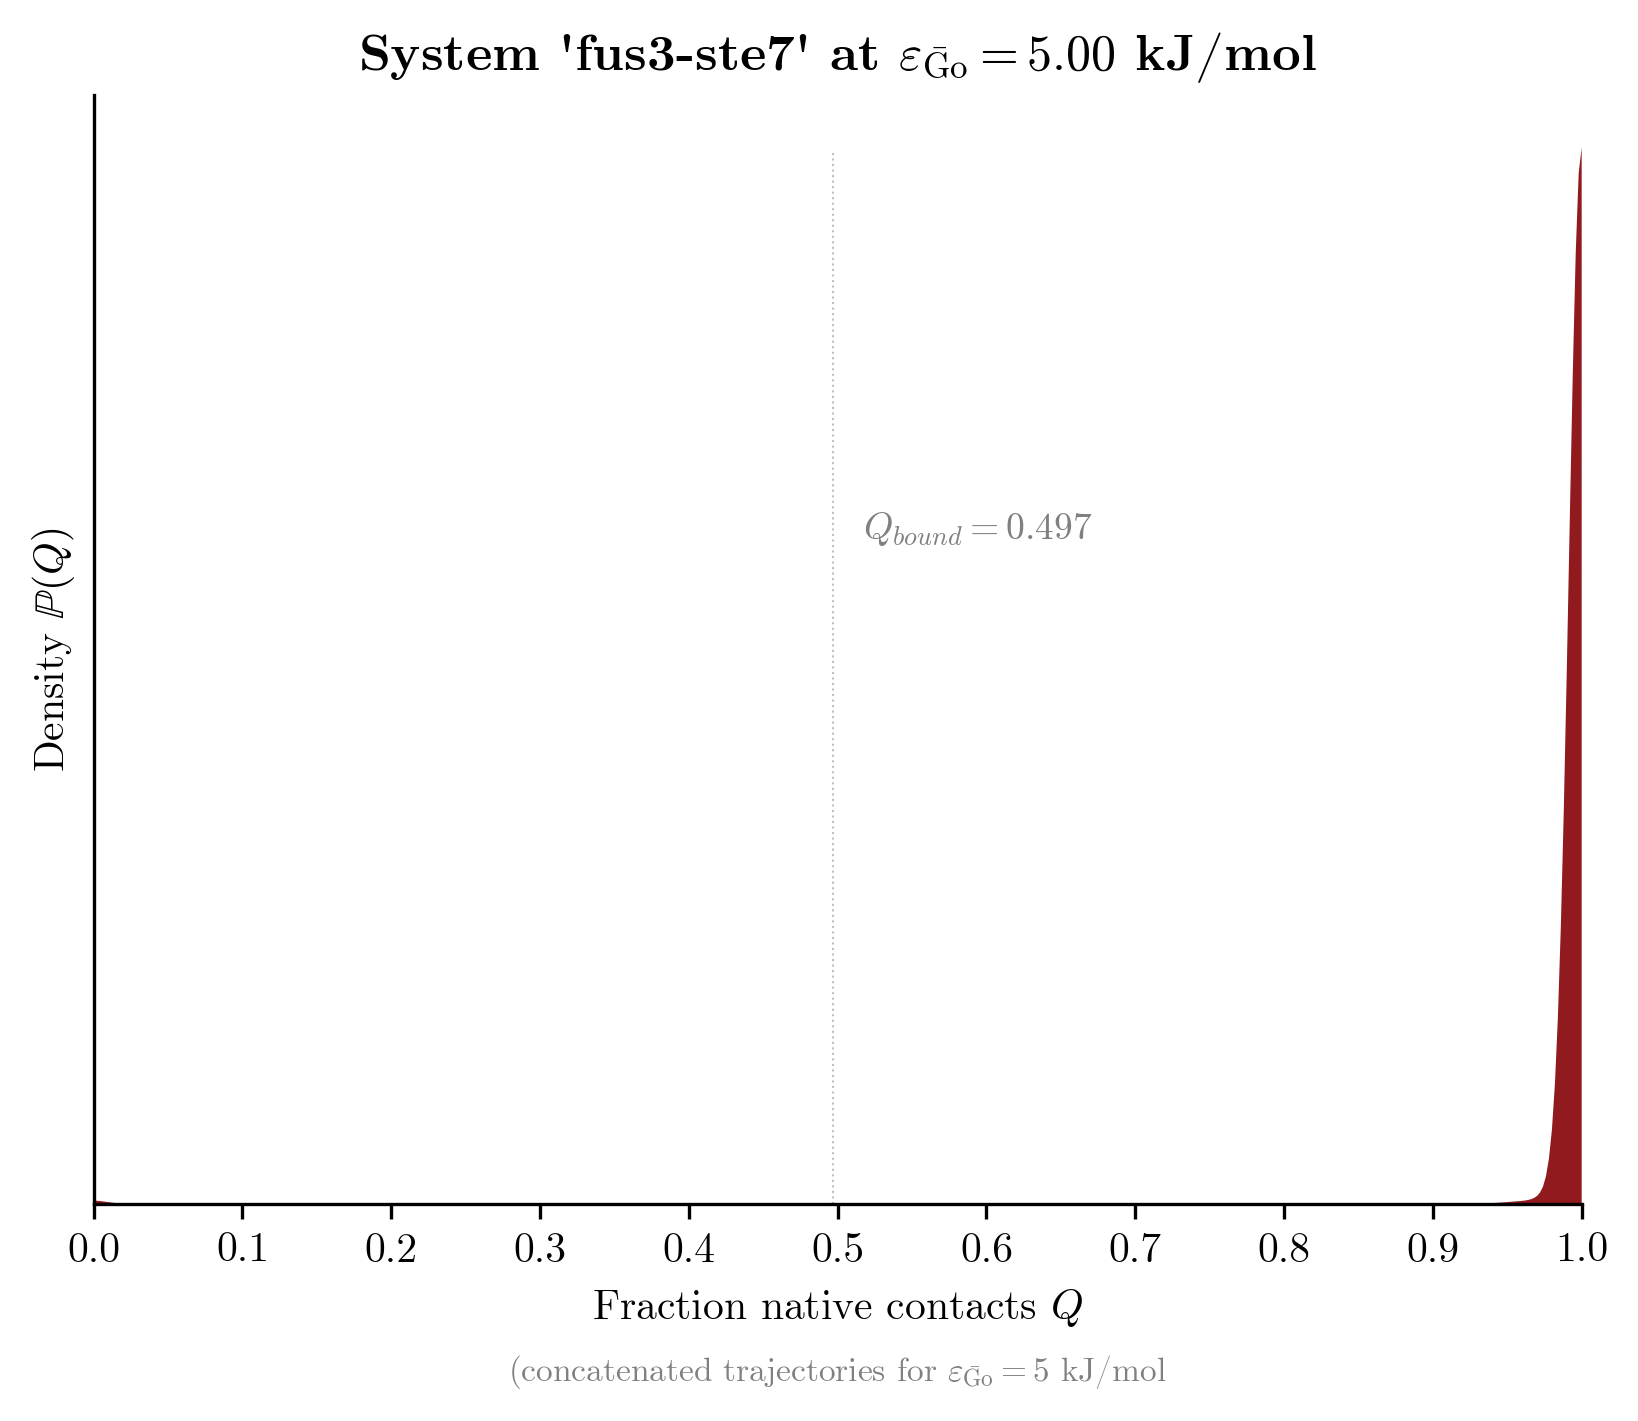 System 'fus3-ste7' at ε_Ḡo = 5.00 kJ/mol
Density ℙ(Q)
Q_bound = 0.497
0.0 0.1 0.2 0.3 0.4 0.5 0.6 0.7 0.8 0.9 1.0
Fraction native contacts Q
(concatenated trajectories for ε_Ḡo = 5 kJ/mol